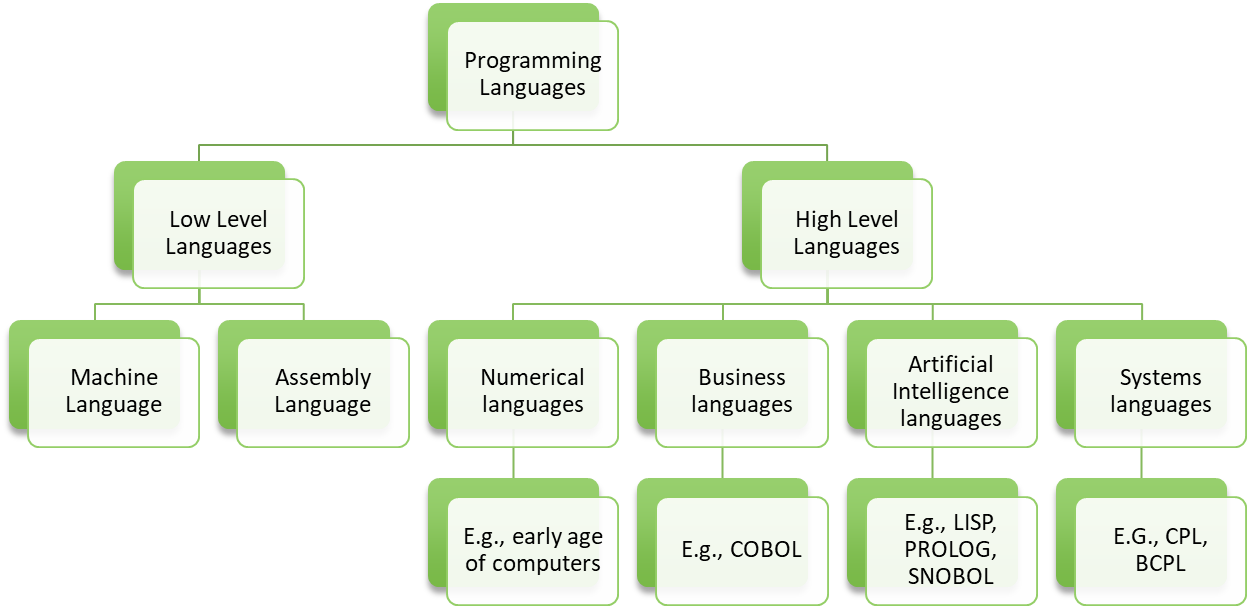 Programming
Languages
Low Level
Languages
High Level
Languages
Machine
Language
Assembly
Language
Numerical
languages
Business
languages
Artificial
Intelligence
languages
Systems
languages
E.g., early age
of computers
E.g., COBOL
E.g., LISP,
PROLOG,
SNOBOL
E.G., CPL,
BCPL